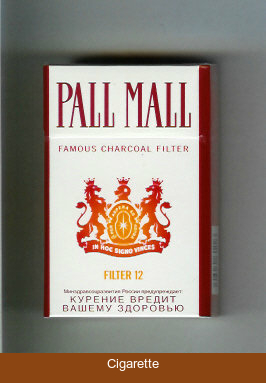 PALL MALL
FAMOUS CHARCOAL FILTER
IN HOC SIGNO VINCES
FILTER 12
Минздравсоцразвития России предупреждает:
КУРЕНИЕ ВРЕДИТ
ВАШЕМУ ЗДОРОВЬЮ
Cigarette